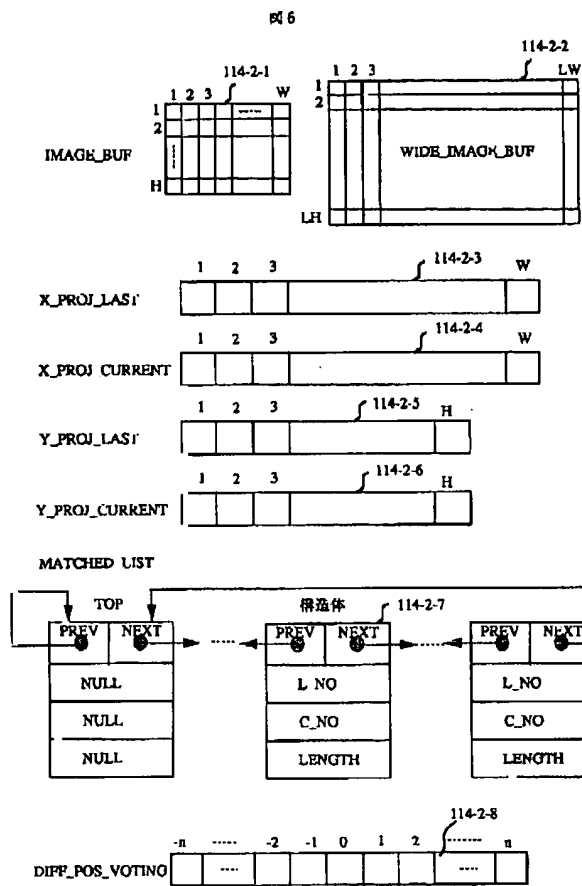 図6
114-2-1
1 2 3 W
1
2
H
IMAGE_BUF
114-2-2
1 2 3 LW
1
2
LH
WIDE_IMAGE_BUF
114-2-3
1 2 3 W
X_PROJ_LAST
114-2-4
1 2 3 W
X_PROJ CURRENT
114-2-5
1 2 3 H
Y_PROJ_LAST
114-2-6
1 2 3 H
Y_PROJ_CURRENT
MATCHED LIST
TOP 構造体 114-2-7
PREV NEXT PREV NEXT PREV NEXT
NULL L_NO L_NO
NULL C_NO C_NO
NULL LENGTH LENGTH
114-2-8
-n ····· -2 -1 0 1 2 ········ n
DIFF_POS_VOTING